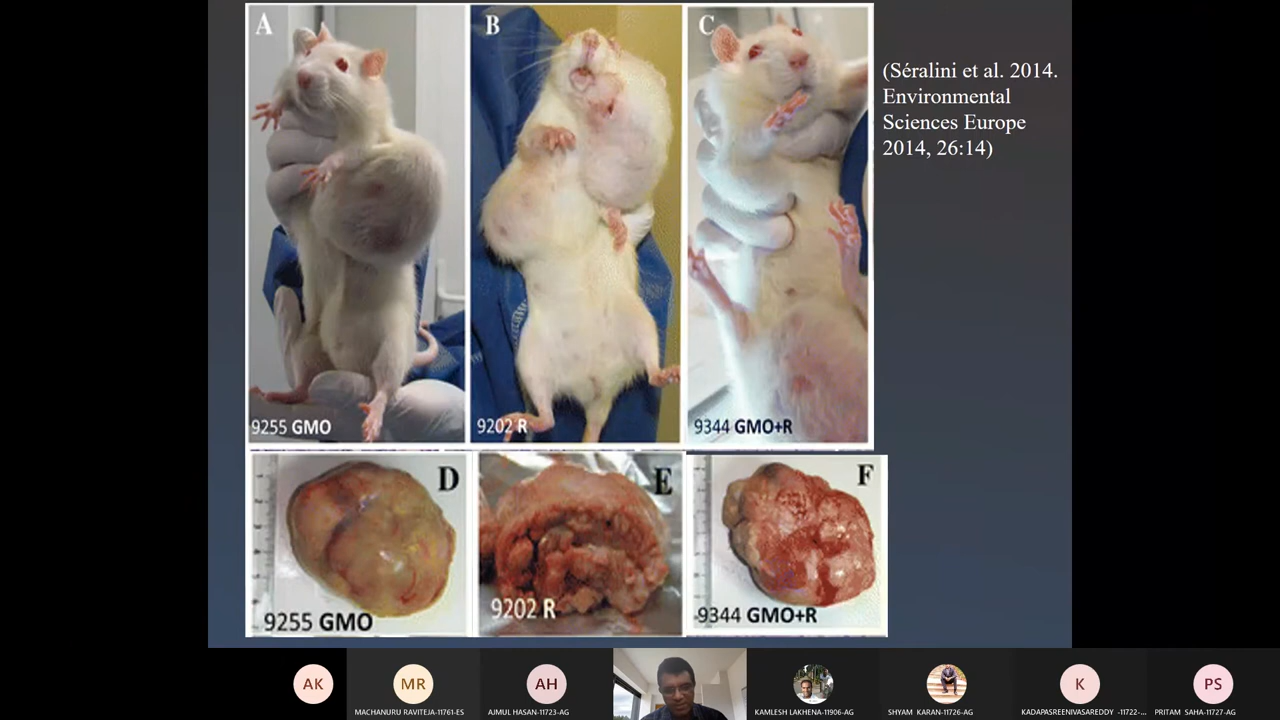 A
B
C
(Séralini et al. 2014.
Environmental
Sciences Europe
2014, 26:14)
9255 GMO
9202 R
9344 GMO+R
D
E
F
9255 GMO
9202 R
9344 GMO+R
AK
MR
AH
K
PS
MACHANURU RAVITEJA-11761-ES
AJMUL HASAN-11723-AG
KAMLESH LAKHENA-11906-AG
SHYAM KARAN-11726-AG
KADAPASREENIVASAREDDY -11722-...
PRITAM SAHA-11727-AG